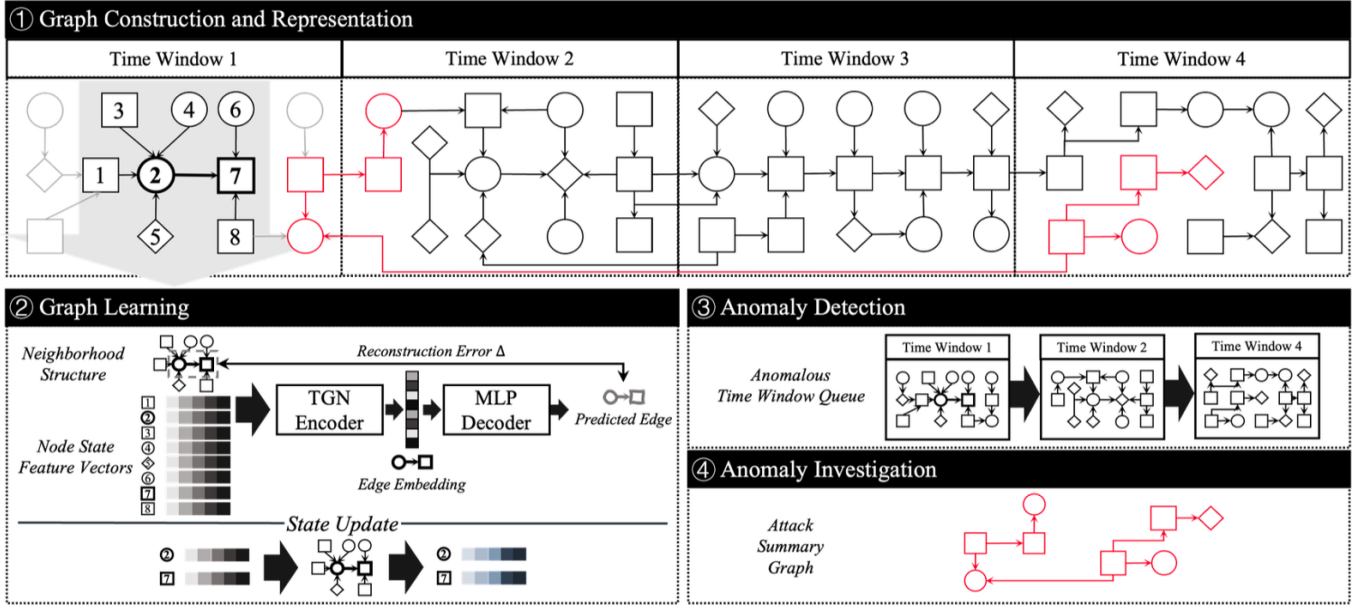 ① Graph Construction and Representation
Time Window 1
Time Window 2
Time Window 3
Time Window 4
3
4
6
1
2
7
5
8
② Graph Learning
Neighborhood
Structure
Reconstruction Error Δ
TGN
Encoder
MLP
Decoder
Predicted Edge
1
2
3
4
5
6
7
8
Node State
Feature Vectors
Edge Embedding
State Update
2
2
7
7
③ Anomaly Detection
Anomalous
Time Window Queue
Time Window 1
Time Window 2
Time Window 4
④ Anomaly Investigation
Attack
Summary
Graph